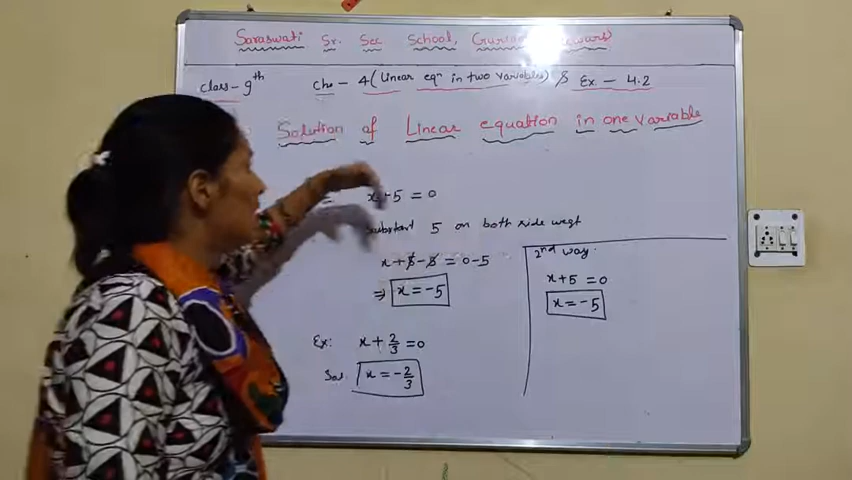 Saraswati Sr. Sec School,
class - 9th Ch:- 4 (Linear eqn in two Variables) Ex. - 4.2
Solution of Linear equation in one Variable
x+5 = 0
substant 5 on both side weget
x+5-5 = 0-5
⇒ x = -5
Ex: x + 2/3 = 0
Sol. x = -2/3
2nd way.
x+5 = 0
x = -5